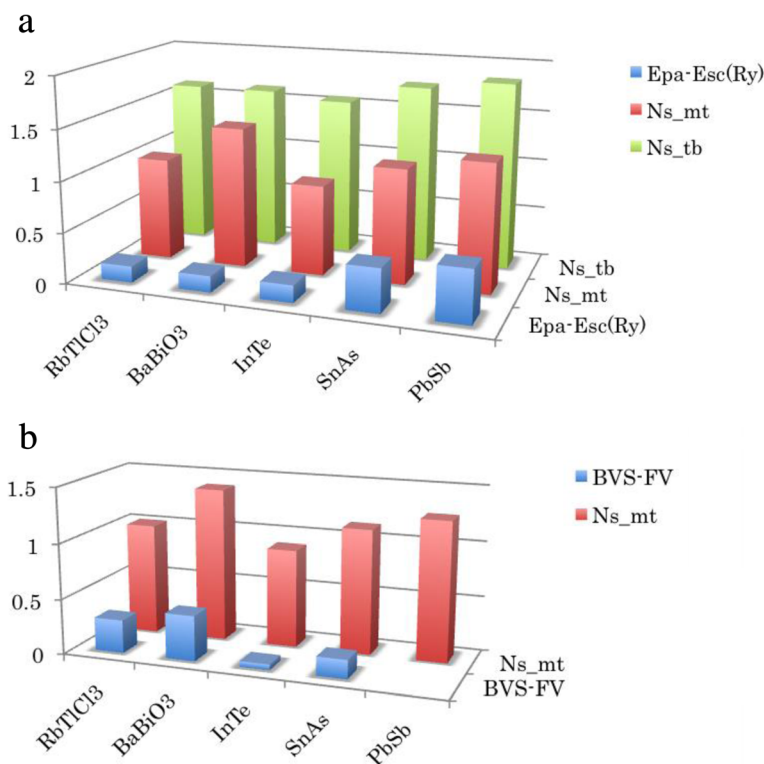 a
2
1.5
1
0.5
0
RbTlCl3
BaBiO3
InTe
SnAs
PbSb
Ns_tb
Ns_mt
Epa-Esc(Ry)
Epa-Esc(Ry)
Ns_mt
Ns_tb
b
1.5
1
0.5
0
RbTlCl3
BaBiO3
InTe
SnAs
PbSb
Ns_mt
BVS-FV
BVS-FV
Ns_mt